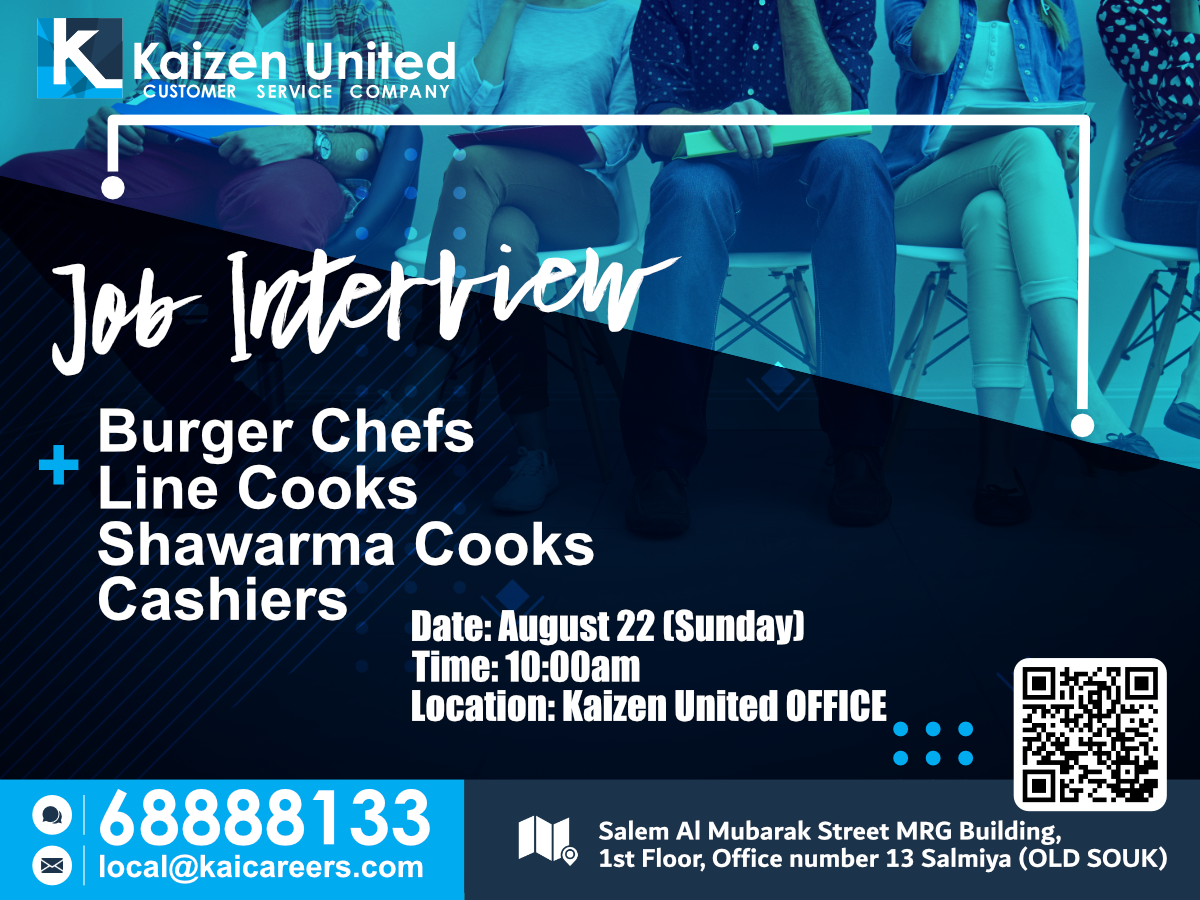 K
Kaizen United
CUSTOMER SERVICE COMPANY
Job Interview
Burger Chefs
Line Cooks
Shawarma Cooks
Cashiers
Date: August 22 (Sunday)
Time: 10:00am
Location: Kaizen United OFFICE
68888133
local@kaicareers.com
Salem Al Mubarak Street MRG Building,
1st Floor, Office number 13 Salmiya (OLD SOUK)